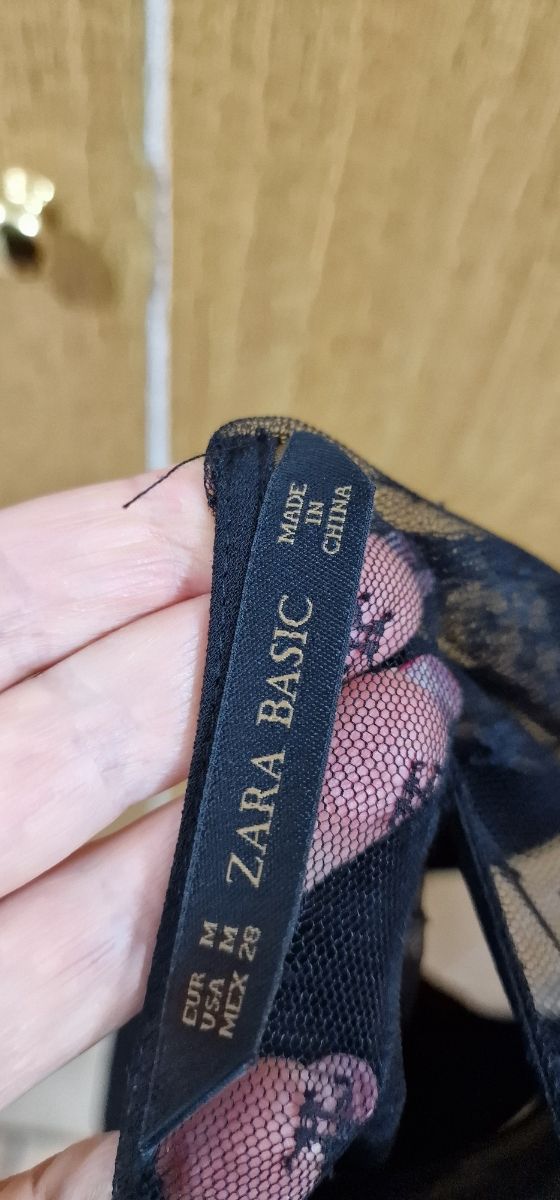 EUR M
USA M
MEX 28
ZARA BASIC
MADE
IN
CHINA